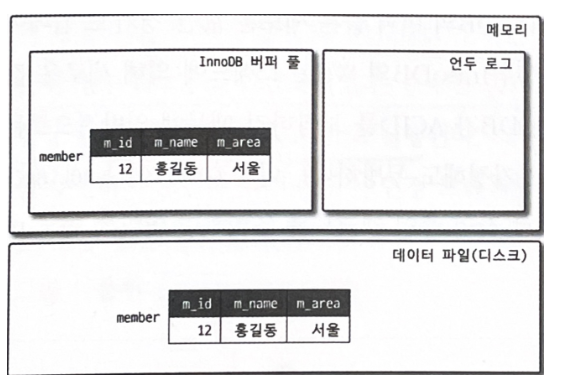 메모리
InnoDB 버퍼 풀
언두 로그
m_id m_name m_area
member 12 홍길동 서울
데이터 파일(디스크)
m_id m_name m_area
member 12 홍길동 서울